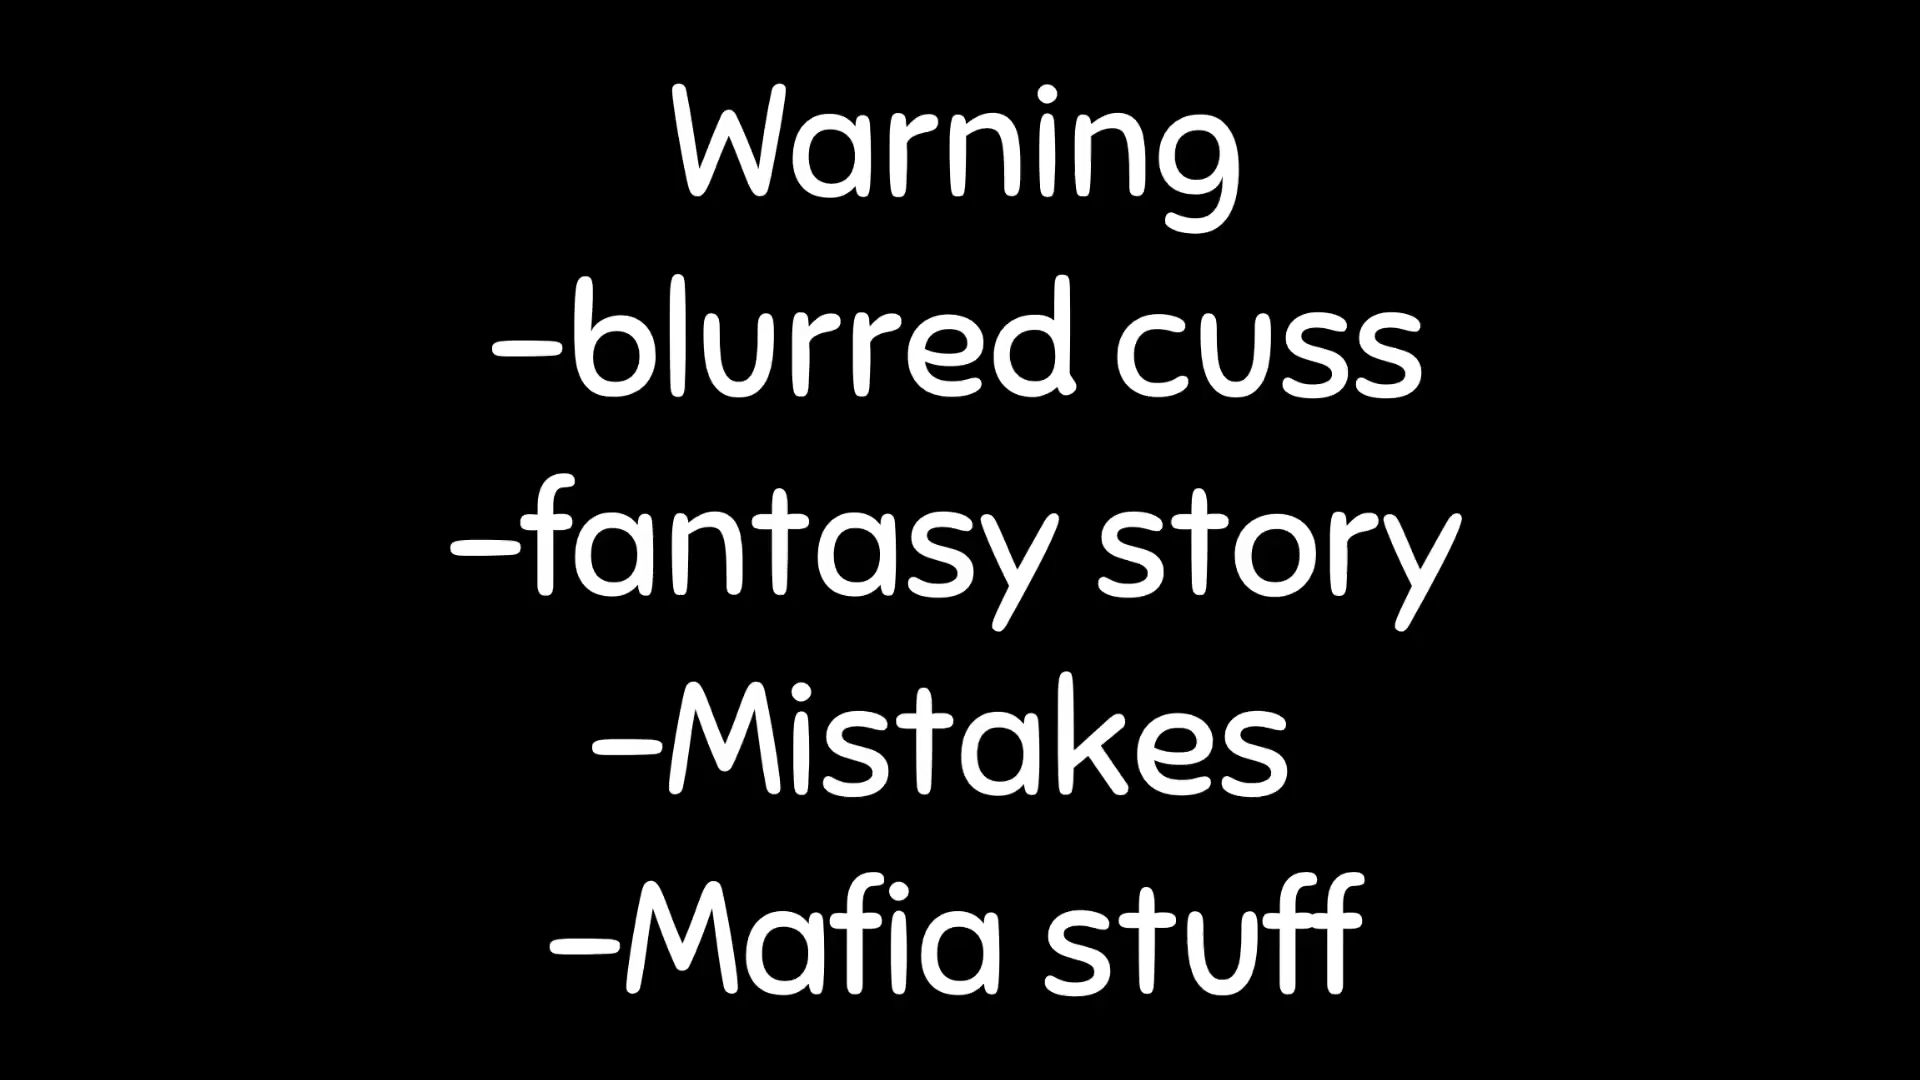 Warning
-blurred cuss
-fantasy story
-Mistakes
-Mafia stuff